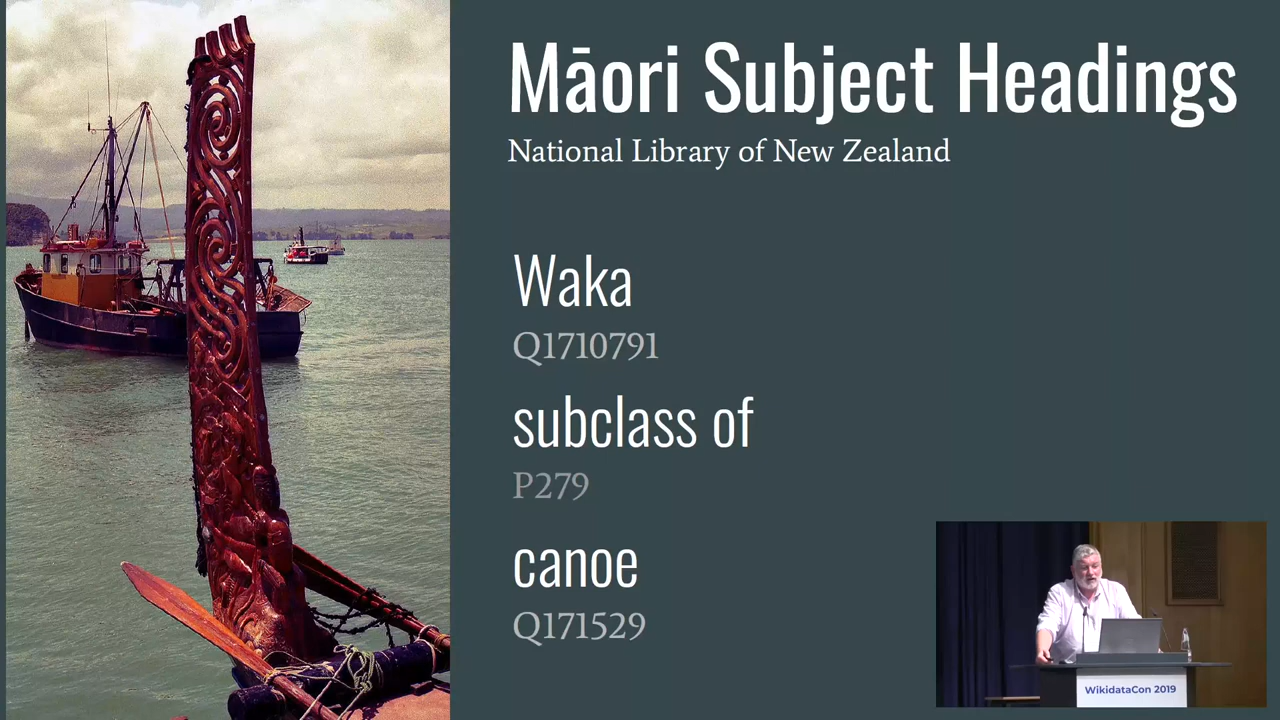 Māori Subject Headings
National Library of New Zealand
Waka
Q1710791
subclass of
P279
canoe
Q171529
WikidataCon 2019